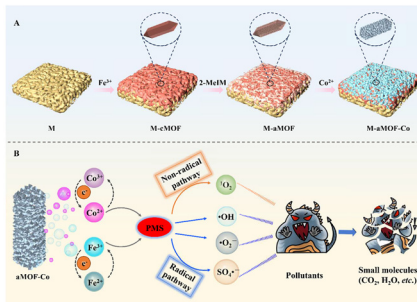 A
Fe³⁺
2-McIM
Co²⁺
M
M-cMOF
M-aMOF
M-aMOF-Co
B
Non-radical
pathway
Co³⁺
e⁻
Co²⁺
Fe³⁺
e⁻
Fe²⁺
aMOF-Co
PMS
¹O₂
•OH
•O₂⁻
SO₄•⁻
Radical
pathway
Pollutants
Small molecules
(CO₂, H₂O, etc.)